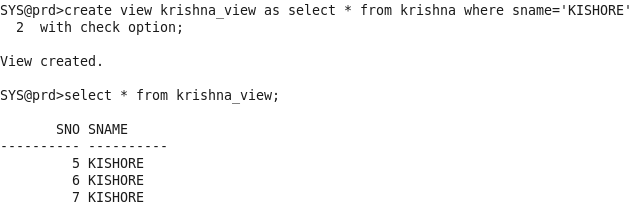 SYS@prd>create view krishna_view as select * from krishna where sname='KISHORE'
  2  with check option;

View created.

SYS@prd>select * from krishna_view;

       SNO SNAME
---------- ----------
         5 KISHORE
         6 KISHORE
         7 KISHORE